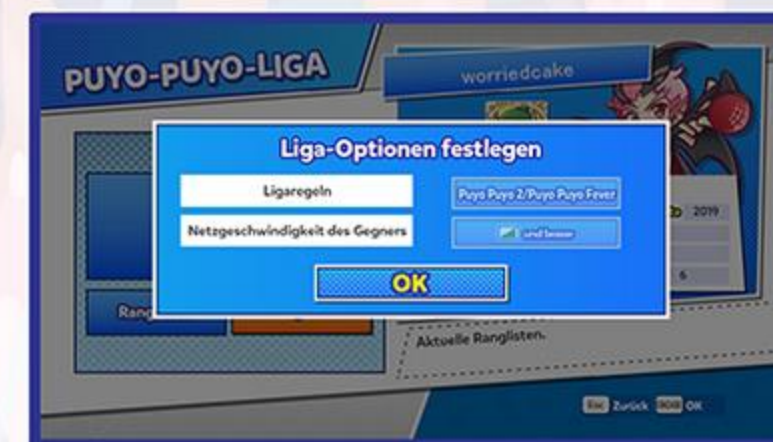 PUYO-PUYO-LIGA
worriedcake
Liga-Optionen festlegen
Ligaregeln
Puyo Puyo 2/Puyo Puyo Fever
Netzgeschwindigkeit des Gegners
und besser
2019
OK
6
Aktuelle Ranglisten.
Esc Zurück OK